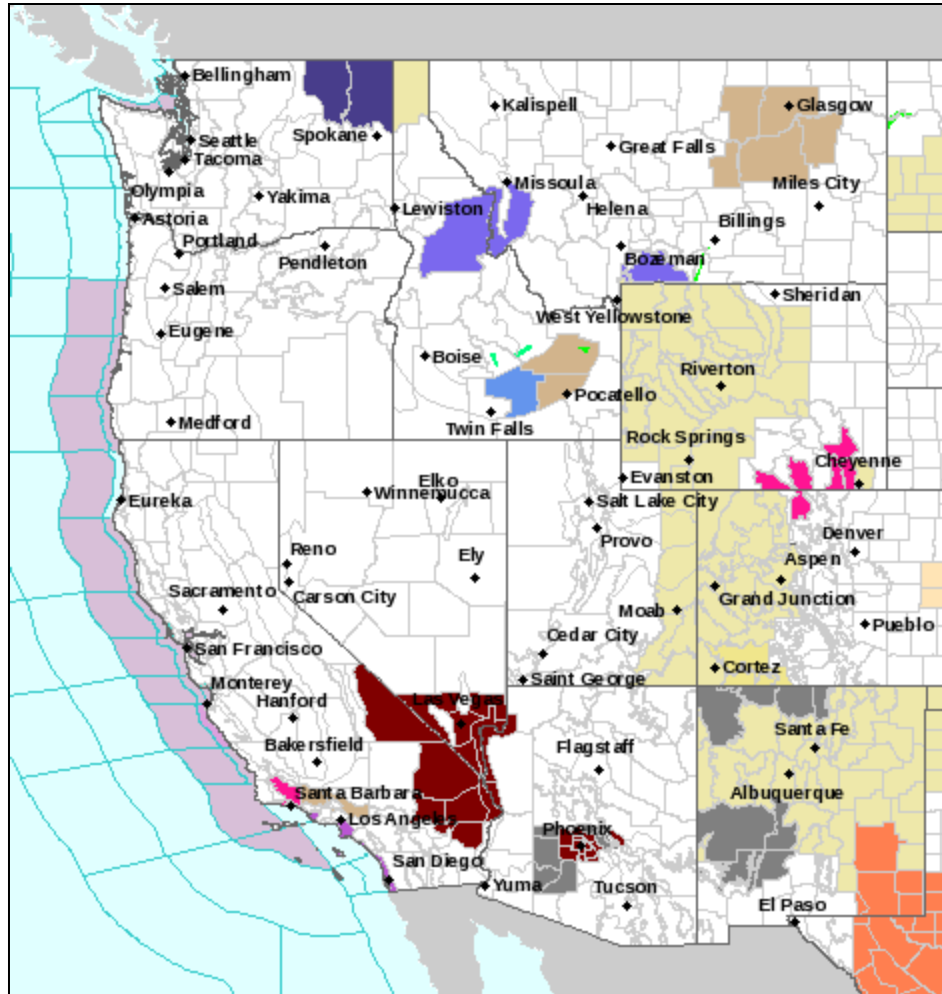 Bellingham
Kalispell
Glasgow
Spokane
Seattle
Great Falls
Tacoma
Missoula
Miles City
Olympia
Yakima
Helena
Lewiston
Astoria
Billings
Portland
Pendleton
Bozeman
Salem
Sheridan
West Yellowstone
Eugene
Boise
Riverton
Pocatello
Medford
Twin Falls
Rock Springs
Cheyenne
Elko
Evanston
Winnemucca
Eureka
Salt Lake City
Denver
Provo
Reno
Ely
Aspen
Sacramento
Carson City
Grand Junction
Moab
Pueblo
Cedar City
San Francisco
Cortez
Saint George
Monterey
Hanford
Las Vegas
Santa Fe
Bakersfield
Flagstaff
Santa Barbara
Albuquerque
Los Angeles
Phoenix
San Diego
Yuma
Tucson
El Paso